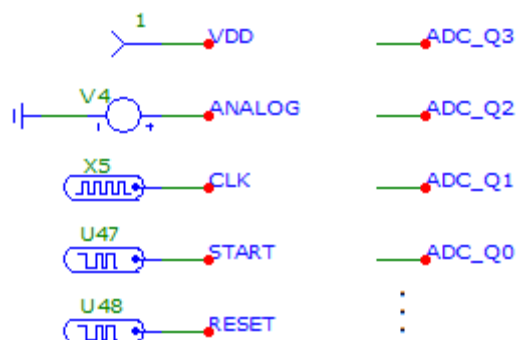 1
VDD ADC_Q3
V4
- +
ANALOG ADC_Q2
X5
CLK ADC_Q1
U47
START ADC_Q0
U48
RESET